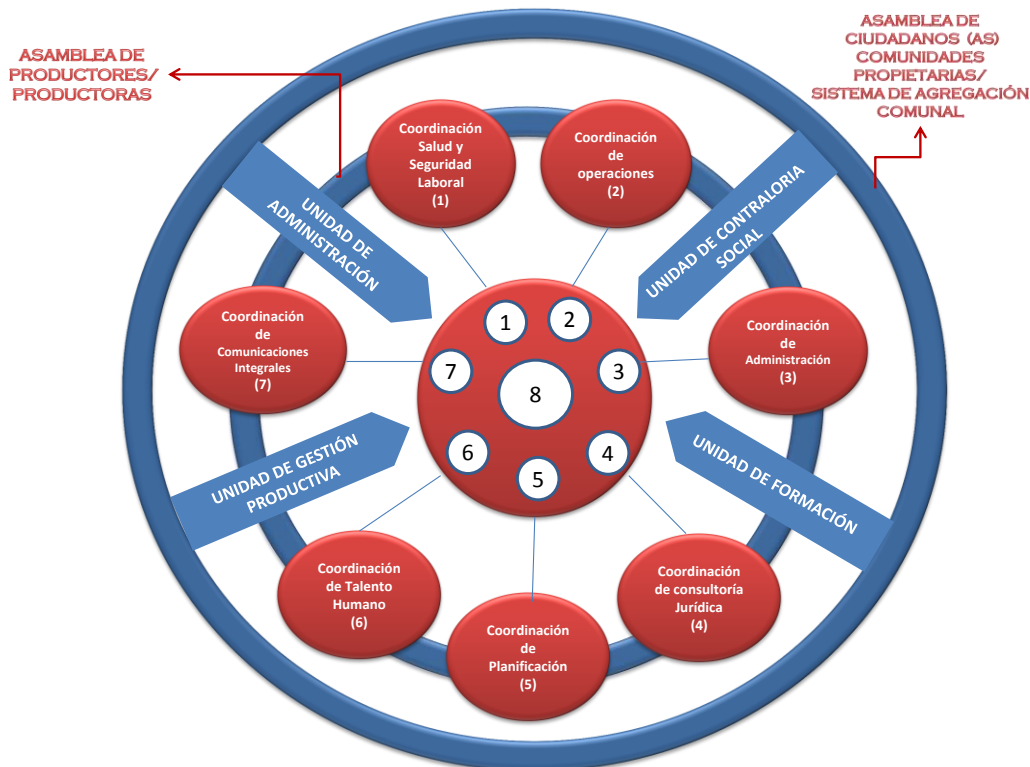 ASAMBLEA DE
PRODUCTORES/
PRODUCTORAS
ASAMBLEA DE
CIUDADANOS (AS)
COMUNIDADES
PROPIETARIAS/
SISTEMA DE AGREGACIÓN
COMUNAL
Coordinación
Salud y
Seguridad
Laboral
(1)
Coordinación
de
operaciones
(2)
UNIDAD DE
ADMINISTRACIÓN
UNIDAD DE CONTRALORIA
SOCIAL
Coordinación
de
Comunicaciones
Integrales
(7)
Coordinación
de
Administración
(3)
1
2
7
3
8
6
4
5
UNIDAD DE GESTIÓN
PRODUCTIVA
UNIDAD DE FORMACIÓN
Coordinación
de Talento
Humano
(6)
Coordinación
de
Planificación
(5)
Coordinación
de consultoría
Jurídica
(4)